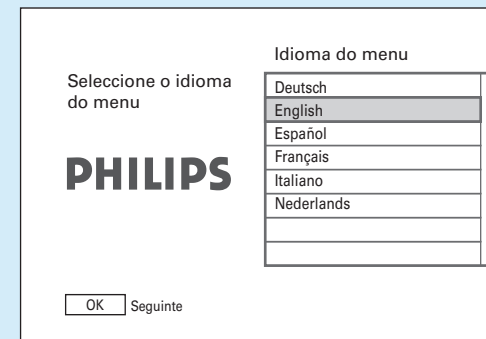 Idioma do menu
Seleccione o idioma
do menu
PHILIPS
Deutsch
English
Español
Français
Italiano
Nederlands
OK Seguinte